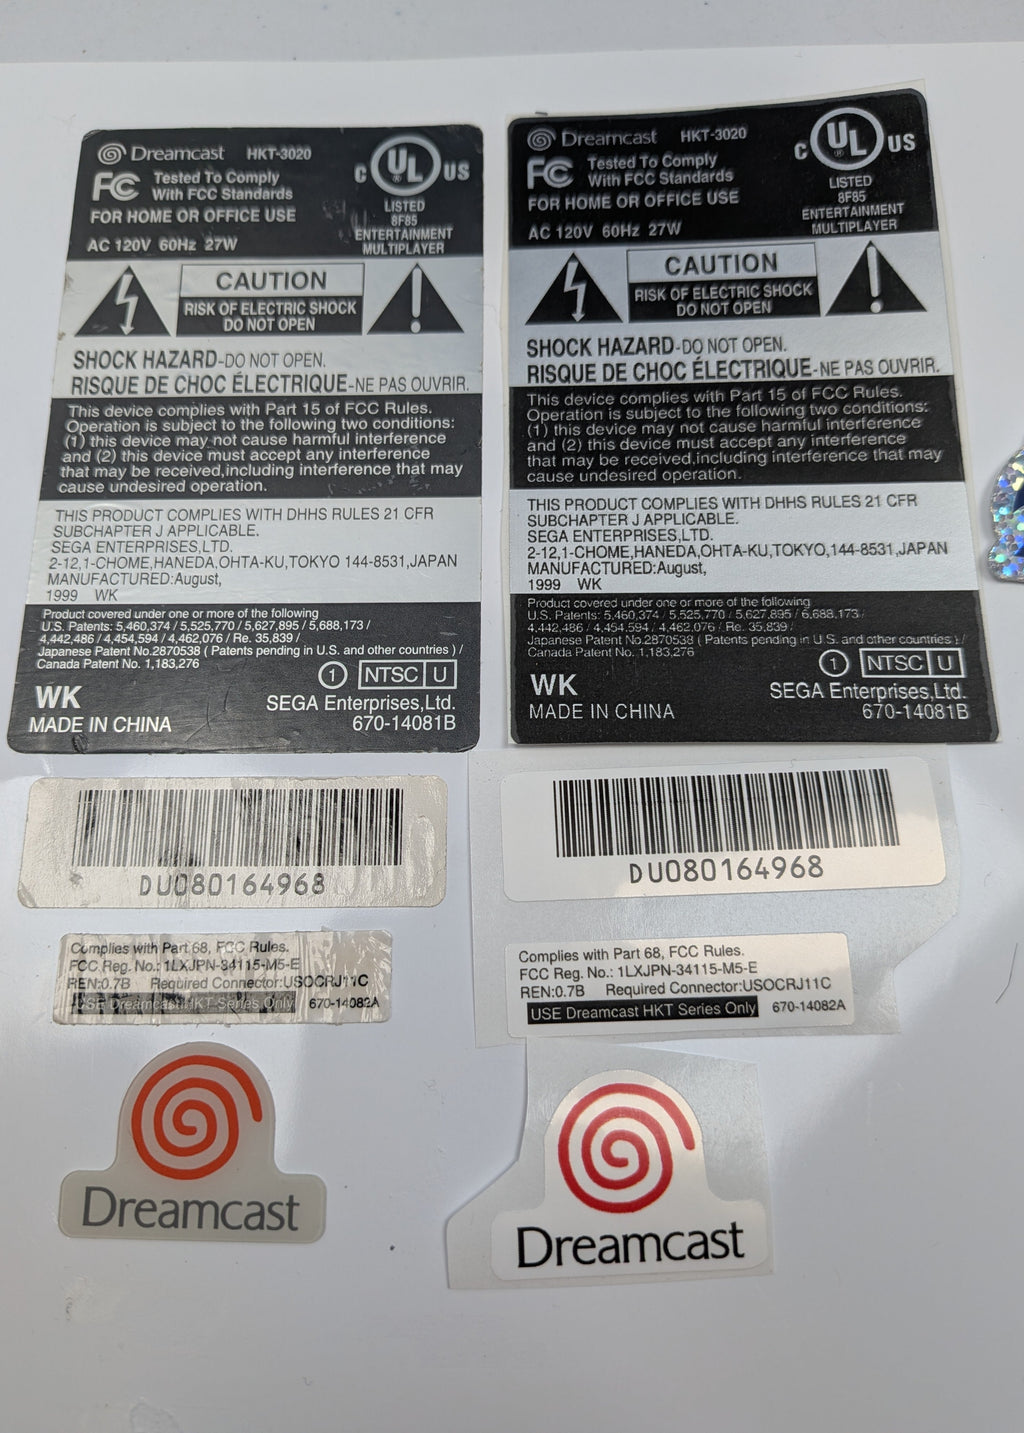 Dreamcast HKT-3020
FC Tested To Comply
With FCC Standards
FOR HOME OR OFFICE USE
AC 120V 60Hz 27W
C UL US
®
LISTED
8F85
ENTERTAINMENT
MULTIPLAYER
CAUTION
RISK OF ELECTRIC SHOCK
DO NOT OPEN
SHOCK HAZARD-DO NOT OPEN.
RISQUE DE CHOC ÉLECTRIQUE-NE PAS OUVRIR.
This device complies with Part 15 of FCC Rules.
Operation is subject to the following two conditions:
(1) this device may not cause harmful interference
and (2) this device must accept any interference
that may be received,including interference that may
cause undesired operation.
THIS PRODUCT COMPLIES WITH DHHS RULES 21 CFR
SUBCHAPTER J APPLICABLE.
SEGA ENTERPRISES,LTD.
2-12,1-CHOME,HANEDA,OHTA-KU,TOKYO 144-8531,JAPAN
MANUFACTURED:August,
1999 WK
Product covered under one or more of the following
U.S. Patents: 5,460,374 / 5,525,770 / 5,627,895 / 5,688,173 /
4,442,486 / 4,454,594 / 4,462,076 / Re. 35,839 /
Japanese Patent No.2870538 ( Patents pending in U.S. and other countries ) /
Canada Patent No. 1,183,276
1 NTSC U
WK
SEGA Enterprises,Ltd.
MADE IN CHINA
670-14081B
DU080164968
Complies with Part 68, FCC Rules.
FCC Reg. No.: 1LXJPN-34115-M5-E
REN:0.7B Required Connector:USOCRJ11C
USE Dreamcast HKT Series Only 670-14082A
Dreamcast
Dreamcast HKT-3020
FC Tested To Comply
With FCC Standards
FOR HOME OR OFFICE USE
AC 120V 60Hz 27W
C UL US
®
LISTED
8F85
ENTERTAINMENT
MULTIPLAYER
CAUTION
RISK OF ELECTRIC SHOCK
DO NOT OPEN
SHOCK HAZARD-DO NOT OPEN.
RISQUE DE CHOC ÉLECTRIQUE-NE PAS OUVRIR.
This device complies with Part 15 of FCC Rules.
Operation is subject to the following two conditions:
(1) this device may not cause harmful interference
and (2) this device must accept any interference
that may be received,including interference that may
cause undesired operation.
THIS PRODUCT COMPLIES WITH DHHS RULES 21 CFR
SUBCHAPTER J APPLICABLE.
SEGA ENTERPRISES,LTD.
2-12,1-CHOME,HANEDA,OHTA-KU,TOKYO,144-8531,JAPAN
MANUFACTURED:August,
1999 WK
Product covered under one or more of the following
U.S. Patents: 5,460,374 / 5,525,770 / 5,627,895 / 6,688,173 /
4,442,486 / 4,454,594 / 4,462,076 / Re. 35,839 /
Japanese Patent No.2870538 ( Patents pending in U.S. and other countries ) /
Canada Patent No. 1,183,276
1 NTSC U
WK
SEGA Enterprises,Ltd.
MADE IN CHINA
670-14081B
DU080164968
Complies with Part 68, FCC Rules.
FCC Reg. No.: 1LXJPN-34115-M5-E
REN:0.7B Required Connector:USOCRJ11C
USE Dreamcast HKT Series Only 670-14082A
Dreamcast